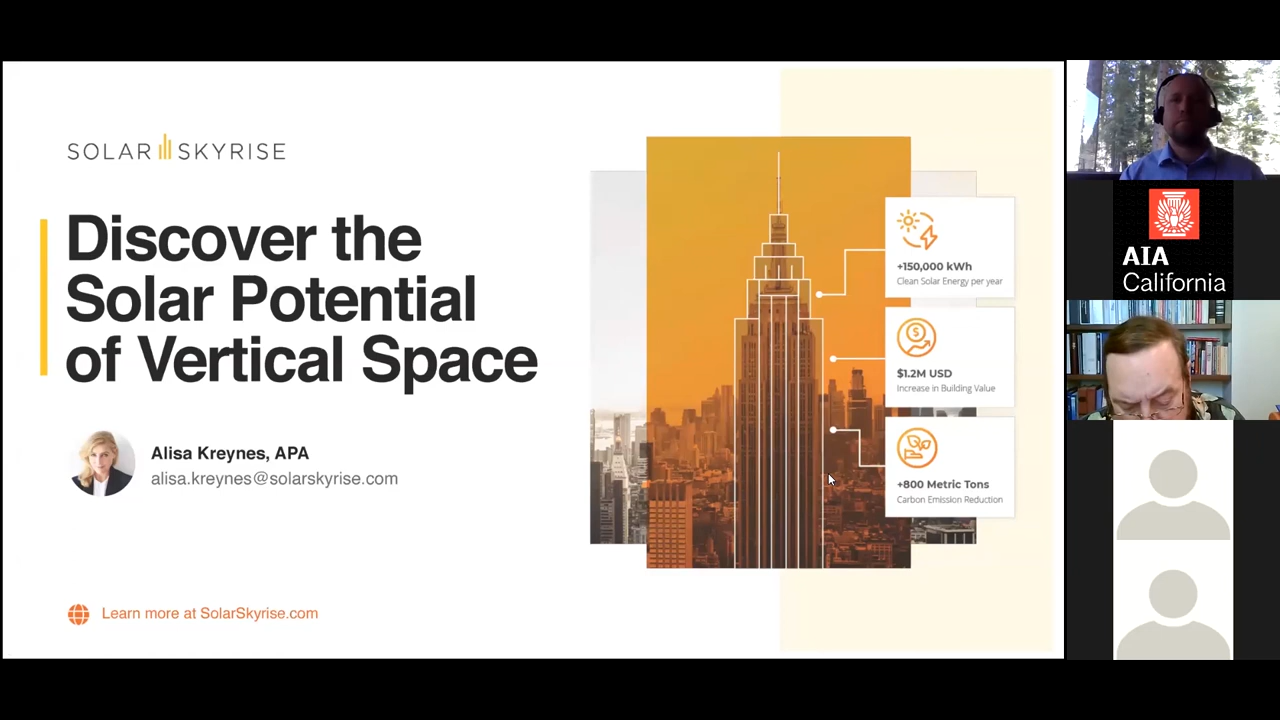 SOLAR SKYRISE
Discover the
Solar Potential
of Vertical Space
Alisa Kreynes, APA
alisa.kreynes@solarskyrise.com
Learn more at SolarSkyrise.com
+150,000 kWh
Clean Solar Energy per year
$1.2M USD
Increase in Building Value
+800 Metric Tons
Carbon Emission Reduction
AIA
California